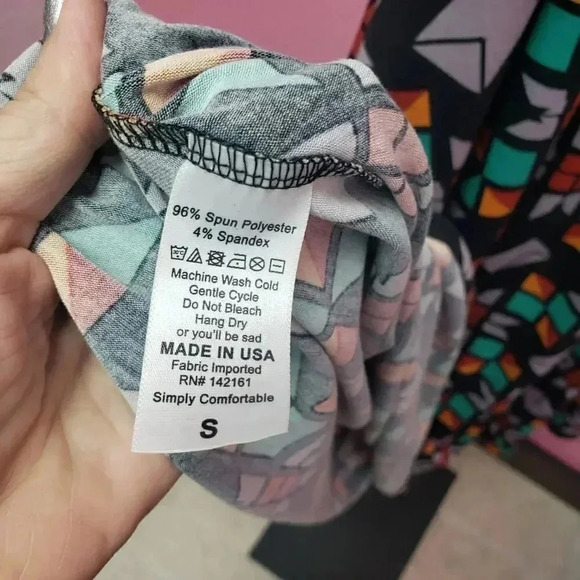 96% Spun Polyester
4% Spandex
Machine Wash Cold
Gentle Cycle
Do Not Bleach
Hang Dry
or you'll be sad
MADE IN USA
Fabric Imported
RN# 142161
Simply Comfortable
S